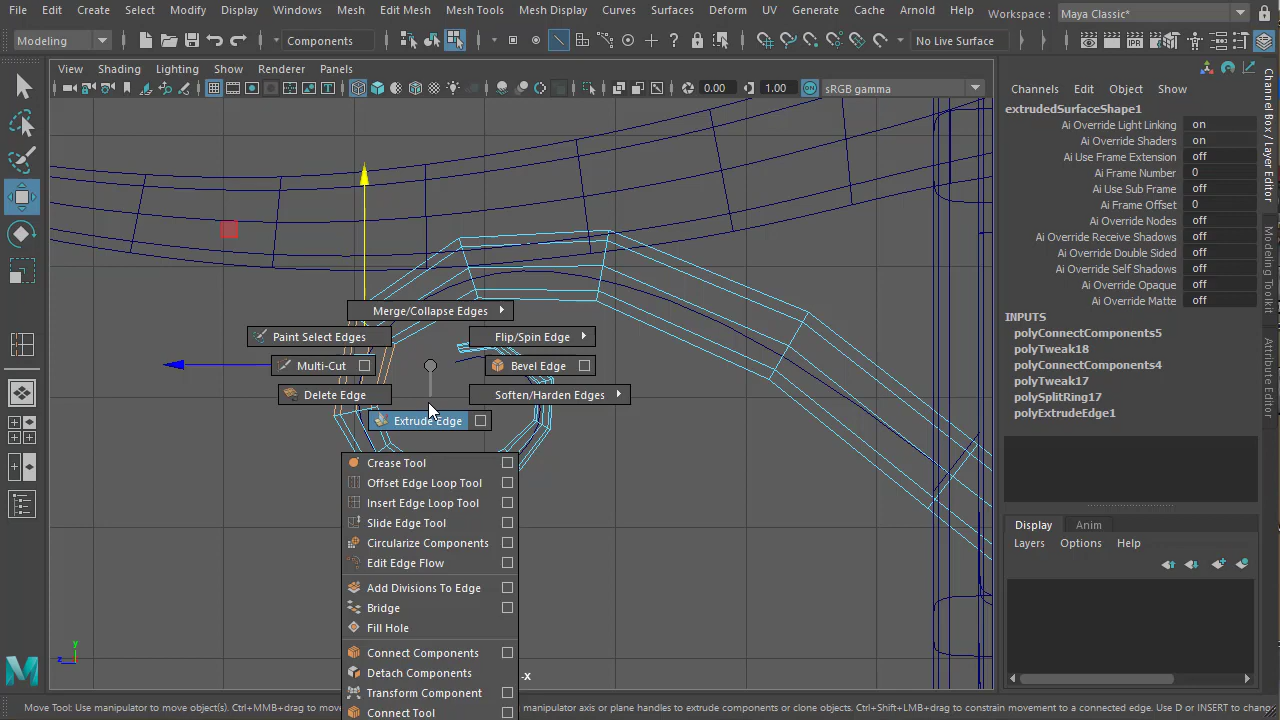 File Edit Create Select Modify Display Windows Mesh Edit Mesh Mesh Tools Mesh Display Curves Surfaces Deform UV Generate Cache Arnold Help Workspace : Maya Classic*
Modeling Components No Live Surface
View Shading Lighting Show Renderer Panels
0.00 1.00 sRGB gamma
Channels Edit Object Show
extrudedSurfaceShape1
Ai Override Light Linking on
Ai Override Shaders on
Ai Use Frame Extension off
Ai Frame Number 0
Ai Use Sub Frame off
Ai Frame Offset 0
Ai Override Nodes off
Ai Override Receive Shadows off
Ai Override Double Sided off
Ai Override Self Shadows off
Ai Override Opaque off
Ai Override Matte off
INPUTS
polyConnectComponents5
polyTweak18
polyConnectComponents4
polyTweak17
polySplitRing17
polyExtrudeEdge1
Channel Box / Layer Editor
Modeling Toolkit
Attribute Editor
Merge/Collapse Edges
Paint Select Edges Flip/Spin Edge
Multi-Cut Bevel Edge
Delete Edge Soften/Harden Edges
Extrude Edge
Crease Tool
Offset Edge Loop Tool
Insert Edge Loop Tool
Slide Edge Tool
Circularize Components
Edit Edge Flow
Add Divisions To Edge
Bridge
Fill Hole
Connect Components
Detach Components
Transform Component
Connect Tool
-x
y
z
Display Anim
Layers Options Help
Move Tool: Use manipulator to move object(s). Ctrl+MMB+drag to move manipulator axis or plane handles to extrude components or clone objects. Ctrl+Shift+LMB+drag to constrain movement to a connected edge. Use D or INSERT to chang